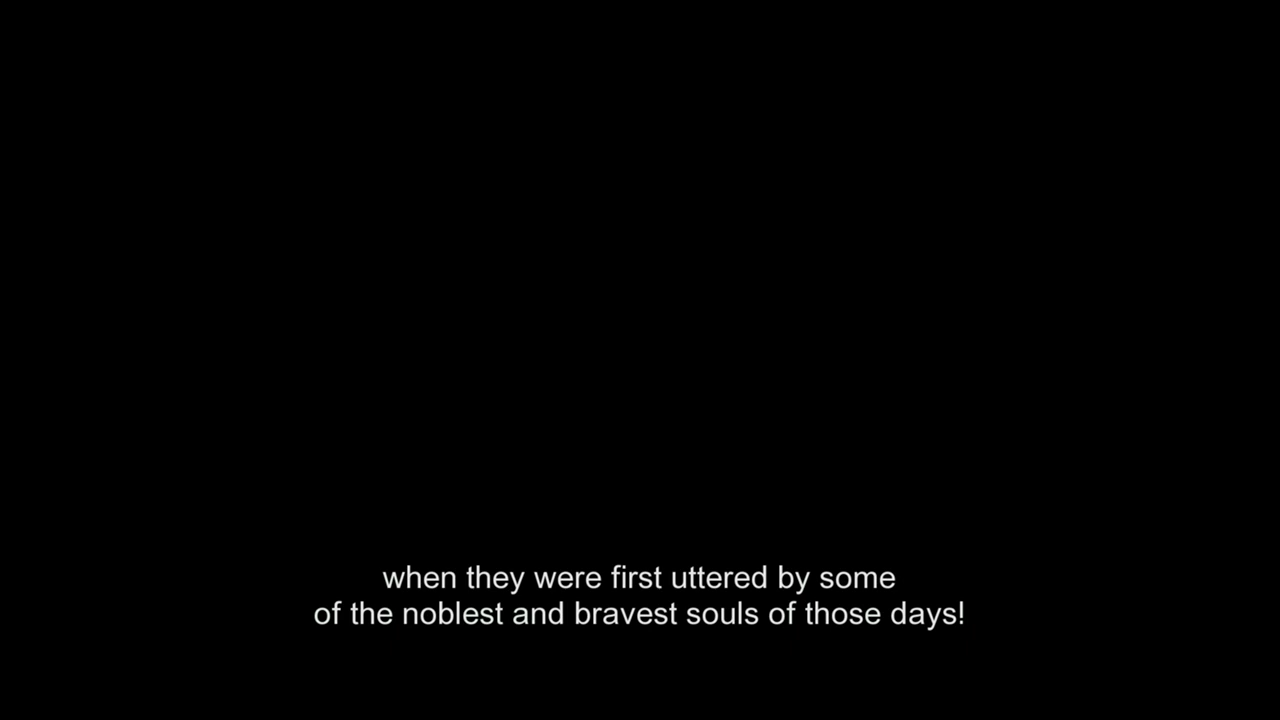 when they were first uttered by some
of the noblest and bravest souls of those days!